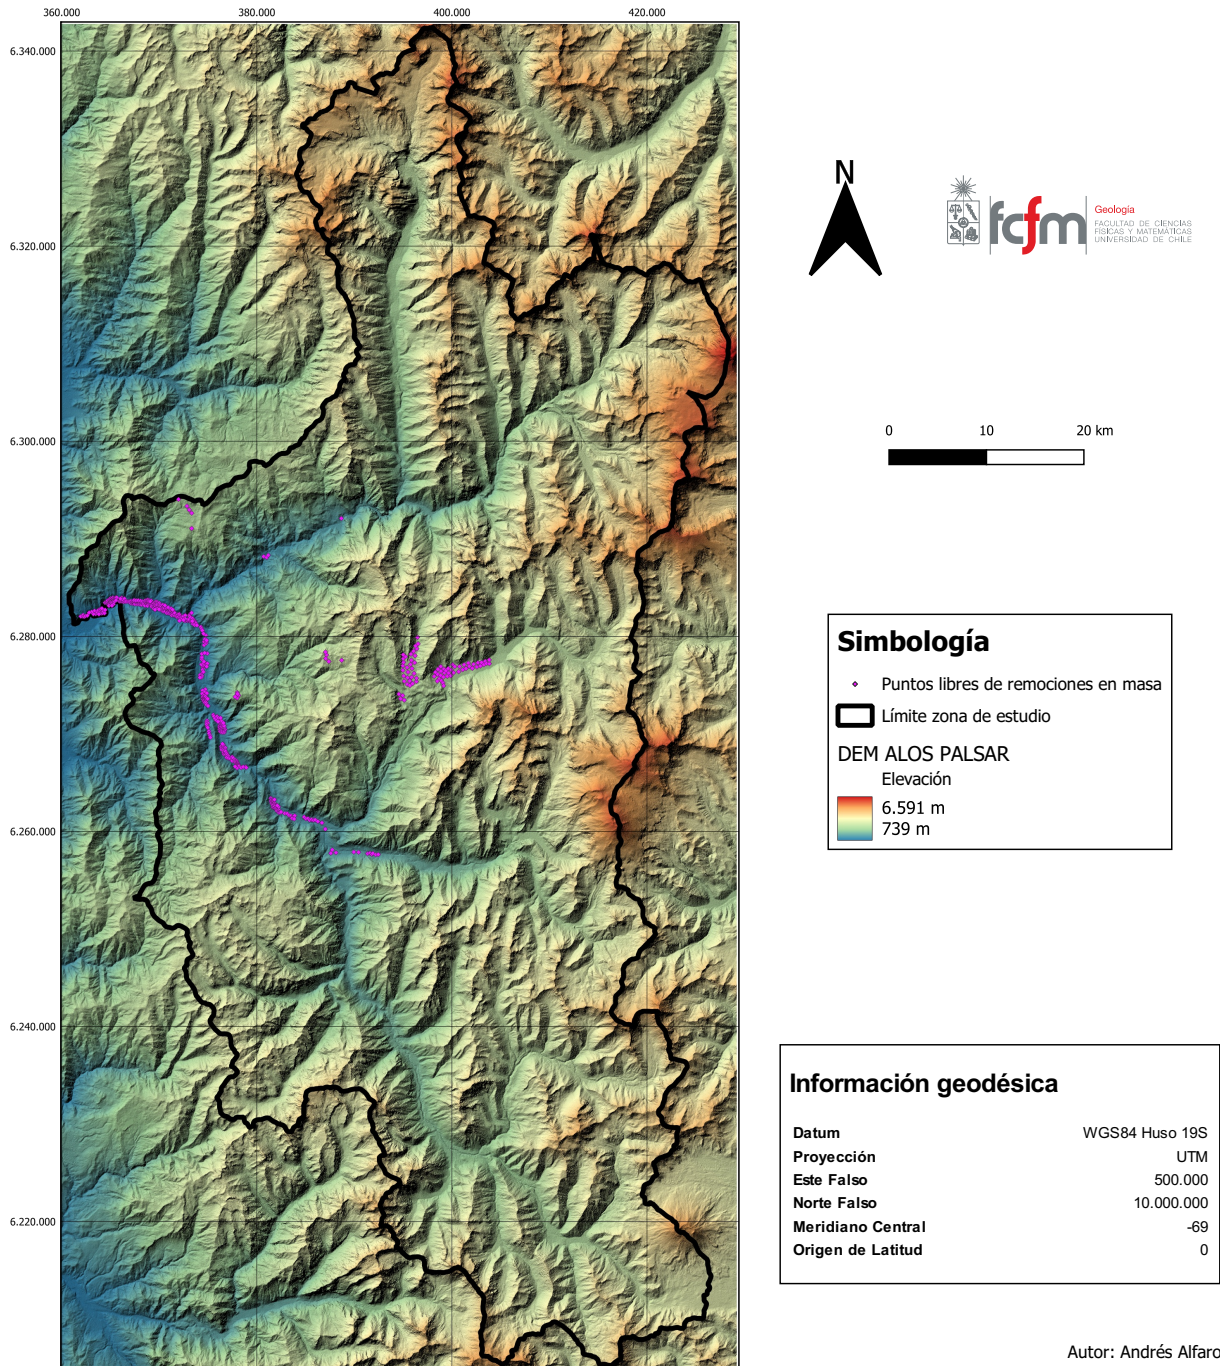 360.000
380.000
400.000
420.000
6.340.000
6.320.000
6.300.000
6.280.000
6.260.000
6.240.000
6.220.000
N
fcfm
Geología
FACULTAD DE CIENCIAS
FÍSICAS Y MATEMÁTICAS
UNIVERSIDAD DE CHILE
0 10 20 km
Simbología
Puntos libres de remociones en masa
Límite zona de estudio
DEM ALOS PALSAR
Elevación
6.591 m
739 m
Información geodésica
Datum WGS84 Huso 19S
Proyección UTM
Este Falso 500.000
Norte Falso 10.000.000
Meridiano Central -69
Origen de Latitud 0
Autor: Andrés Alfaro